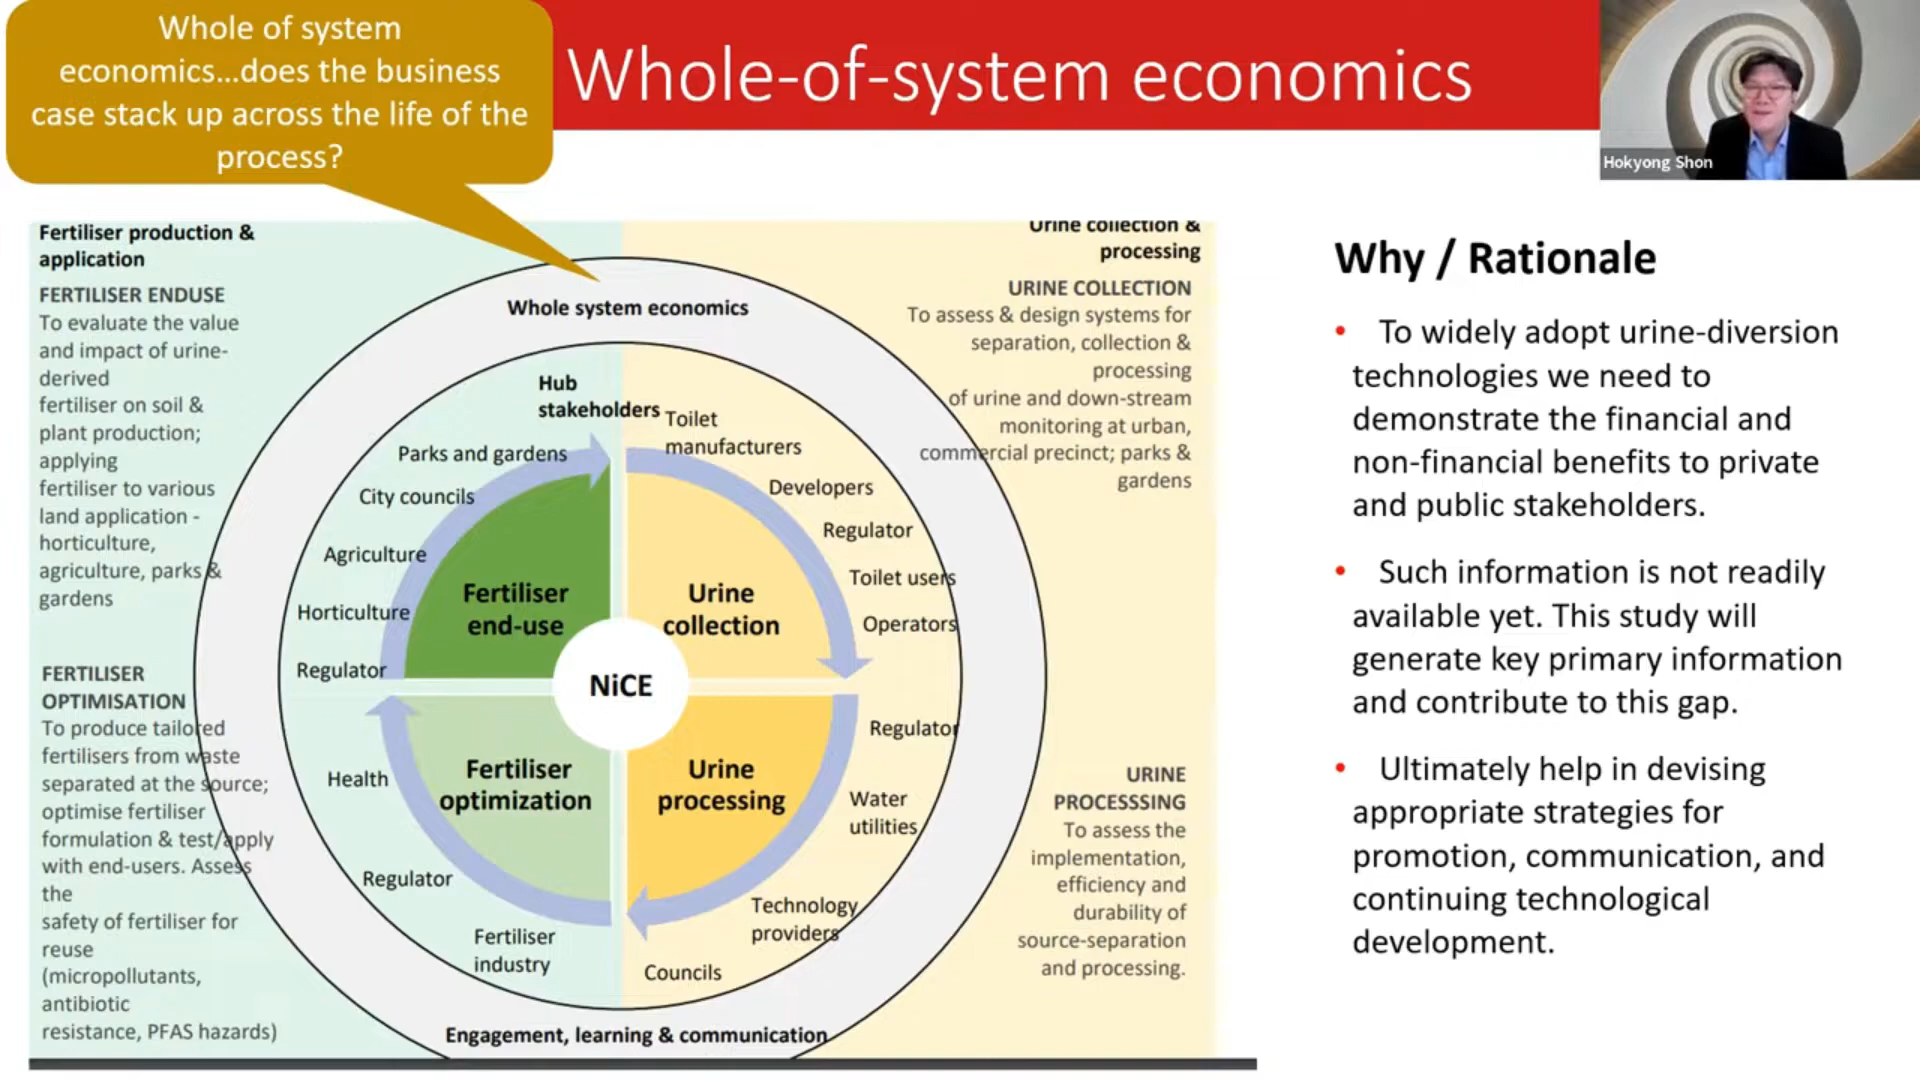 Whole of system
economics...does the business
case stack up across the life of the
process?
Whole-of-system economics
Hokyong Shon
Fertiliser production &
application
FERTILISER ENDUSE
To evaluate the value
and impact of urine-
derived
fertiliser on soil &
plant production;
applying
fertiliser to various
land application -
horticulture,
agriculture, parks &
gardens
FERTILISER
OPTIMISATION
To produce tailored
fertilisers from waste
separated at the source;
optimise fertiliser
formulation & test/apply
with end-users. Assess
the
safety of fertiliser for
reuse
(micropollutants,
antibiotic
resistance, PFAS hazards)
Whole system economics
Hub
stakeholders
Parks and gardens
City councils
Agriculture
Horticulture
Regulator
Health
Regulator
Fertiliser
industry
Toilet
manufacturers
Developers
Regulator
Toilet users
Operators
Regulator
Water
utilities
Technology
providers
Councils
Fertiliser
end-use
Urine
collection
NiCE
Fertiliser
optimization
Urine
processing
Engagement, learning & communication
Urine collection &
processing
URINE COLLECTION
To assess & design systems for
separation, collection &
processing
of urine and down-stream
monitoring at urban,
commercial precinct; parks &
gardens
URINE
PROCESSSING
To assess the
implementation,
efficiency and
durability of
source-separation
and processing.
Why / Rationale
• To widely adopt urine-diversion
technologies we need to
demonstrate the financial and
non-financial benefits to private
and public stakeholders.
• Such information is not readily
available yet. This study will
generate key primary information
and contribute to this gap.
• Ultimately help in devising
appropriate strategies for
promotion, communication, and
continuing technological
development.